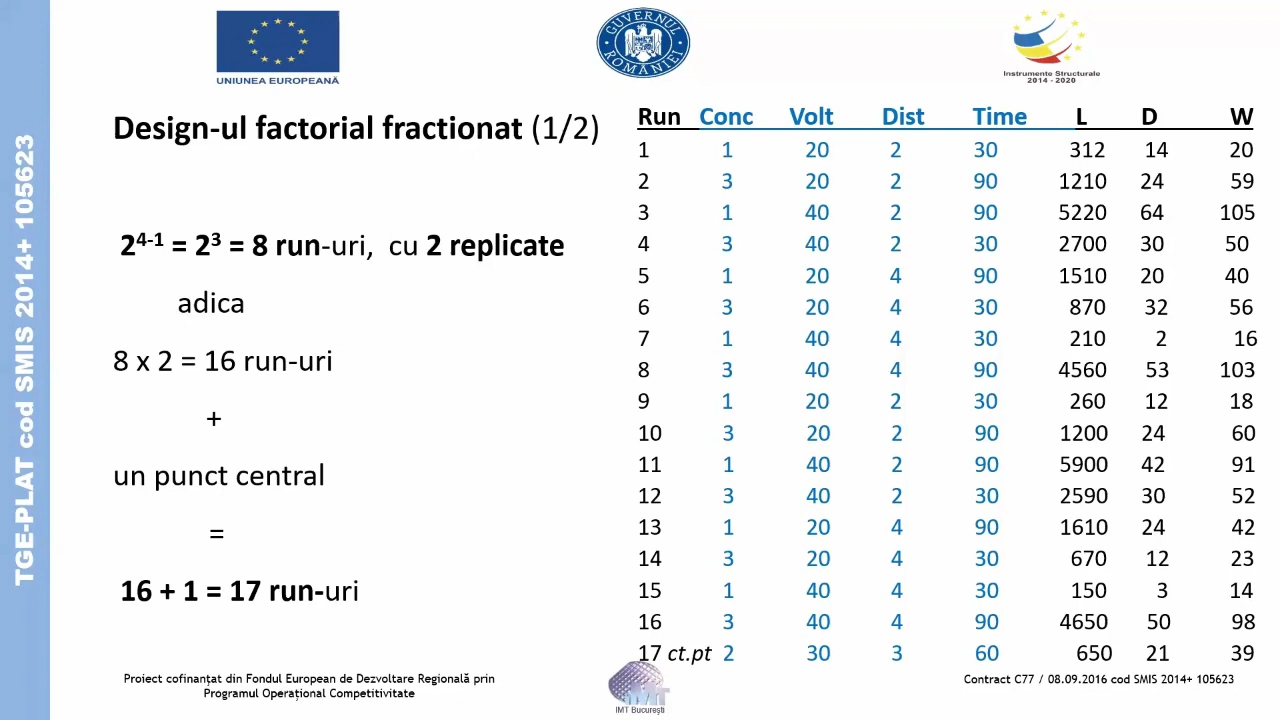 TGE-PLAT cod SMIS 2014+ 105623
UNIUNEA EUROPEANĂ
GUVERNUL ROMÂNIEI
Instrumente Structurale
2014 - 2020
Design-ul factorial fractionat (1/2)
2⁴⁻¹ = 2³ = 8 run-uri, cu 2 replicate
adica
8 x 2 = 16 run-uri
+
un punct central
=
16 + 1 = 17 run-uri
Run Conc Volt Dist Time L D W
1 1 20 2 30 312 14 20
2 3 20 2 90 1210 24 59
3 1 40 2 90 5220 64 105
4 3 40 2 30 2700 30 50
5 1 20 4 90 1510 20 40
6 3 20 4 30 870 32 56
7 1 40 4 30 210 2 16
8 3 40 4 90 4560 53 103
9 1 20 2 30 260 12 18
10 3 20 2 90 1200 24 60
11 1 40 2 90 5900 42 91
12 3 40 2 30 2590 30 52
13 1 20 4 90 1610 24 42
14 3 20 4 30 670 12 23
15 1 40 4 30 150 3 14
16 3 40 4 90 4650 50 98
17 ct.pt 2 30 3 60 650 21 39
Proiect cofinanțat din Fondul European de Dezvoltare Regională prin
Programul Operațional Competitivitate
IMT
IMT București
Contract C77 / 08.09.2016 cod SMIS 2014+ 105623